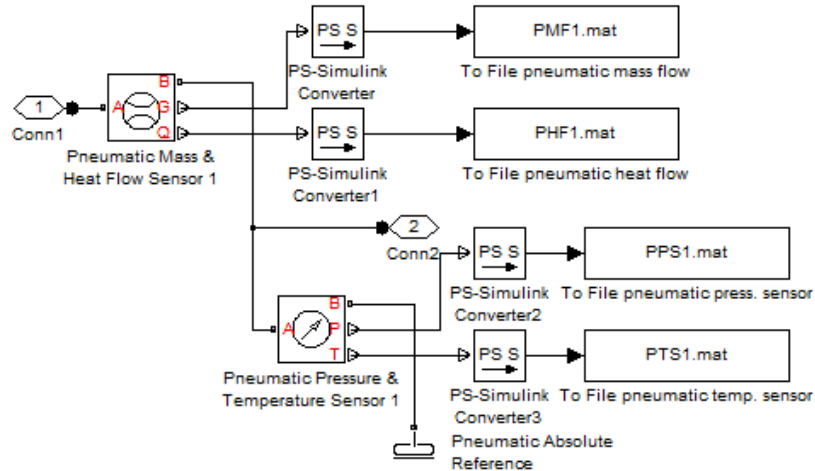 PS S
PMF1.mat
PS-Simulink
Converter
To File pneumatic mass flow
B
1
A
G
Q
Conn1
PS S
PHF1.mat
Pneumatic Mass &
Heat Flow Sensor 1
PS-Simulink
Converter1
To File pneumatic heat flow
2
Conn2
PS S
PPS1.mat
PS-Simulink
Converter2
To File pneumatic press. sensor
B
A
P
T
PS S
PTS1.mat
Pneumatic Pressure &
Temperature Sensor 1
PS-Simulink
Converter3
To File pneumatic temp. sensor
Pneumatic Absolute
Reference